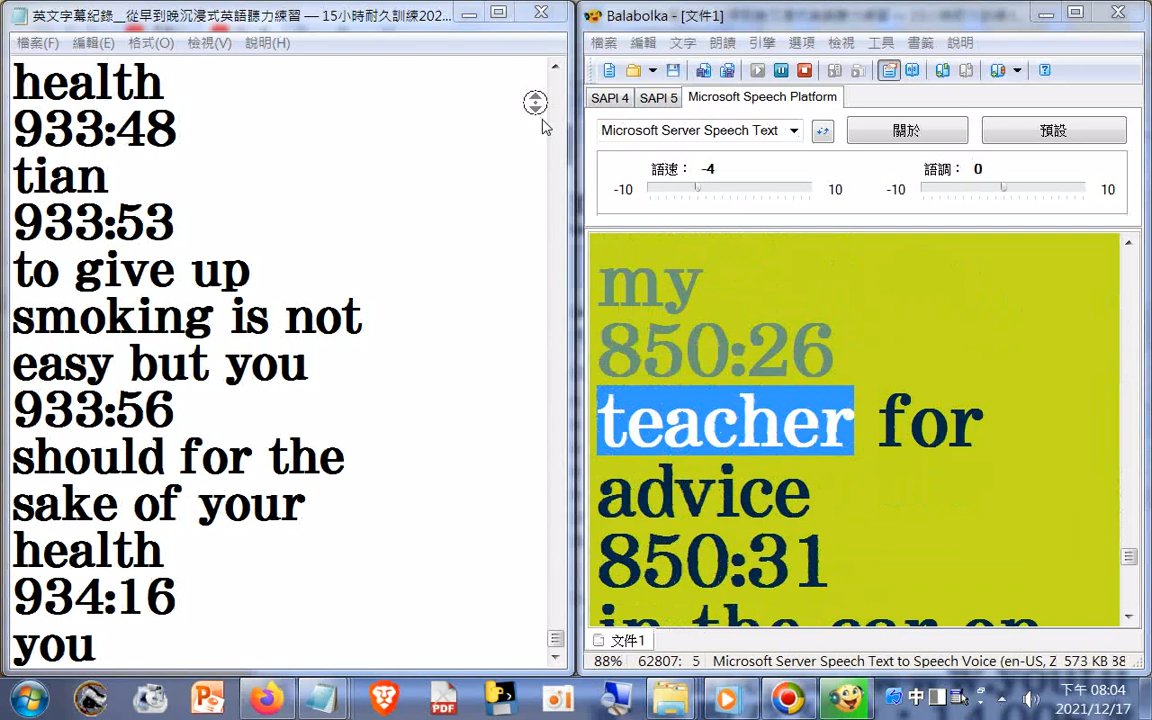 英文字幕紀錄__從早到晚沉浸式英語聽力練習 — 15小時耐久訓練202...
檔案(F) 編輯(E) 格式(O) 檢視(V) 說明(H)
health
933:48
tian
933:53
to give up
smoking is not
easy but you
933:56
should for the
sake of your
health
934:16
you
Balabolka - [文件1]
檔案 編輯 文字 朗讀 引擎 選項 檢視 工具 書籤 說明
SAPI 4 SAPI 5 Microsoft Speech Platform
Microsoft Server Speech Text 關於 預設
語速： -4 語調： 0
-10 10 -10 10
my
850:26
teacher for
advice
850:31
in the car on
文件1
88% 62807: 5 Microsoft Server Speech Text to Speech Voice (en-US, Z 573 KB 38
PDF 中 下午 08:04
2021/12/17